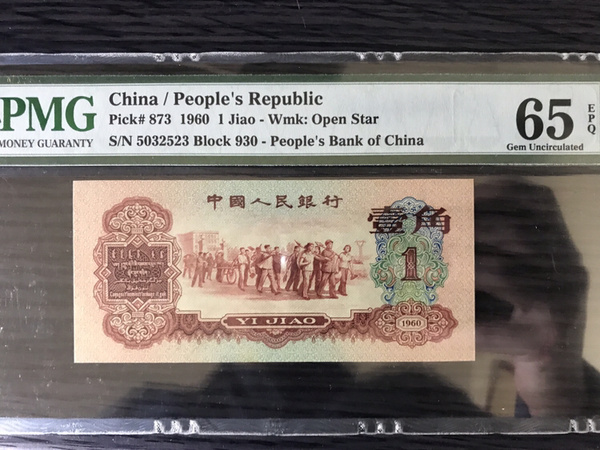 PMG
MONEY GUARANTY
China / People's Republic
Pick# 873 1960 1 Jiao - Wmk: Open Star
S/N 5032523 Block 930 - People's Bank of China
65
EPQ
Gem Uncirculated
中國人民銀行
壹角
1
YI JIAO
1960